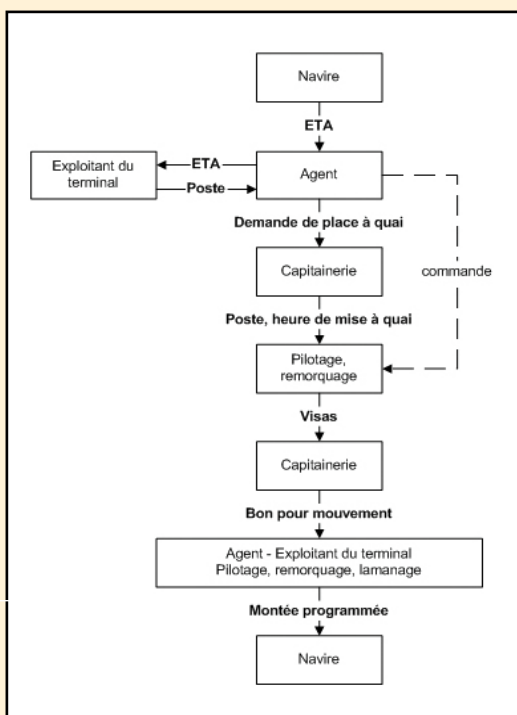 Navire
ETA
Exploitant du
terminal
ETA
Poste
Agent
Demande de place à quai
commande
Capitainerie
Poste, heure de mise à quai
Pilotage,
remorquage
Visas
Capitainerie
Bon pour mouvement
Agent - Exploitant du terminal
Pilotage, remorquage, lamanage
Montée programmée
Navire